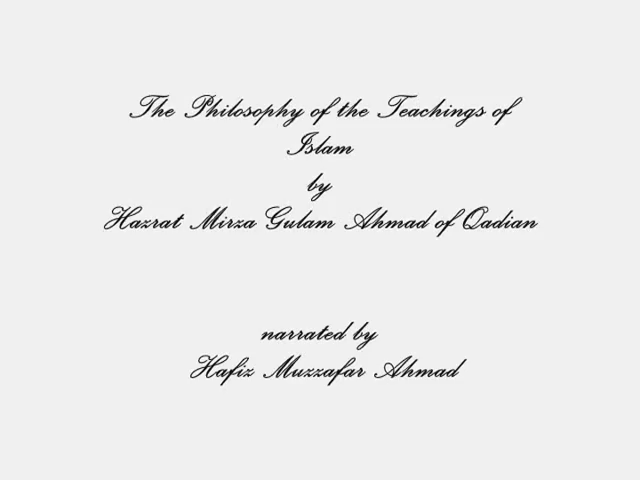 The Philosophy of the Teachings of
Islam
by
Hazrat Mirza Gulam Ahmad of Qadian
narrated by
Hafiz Muzzafar Ahmad